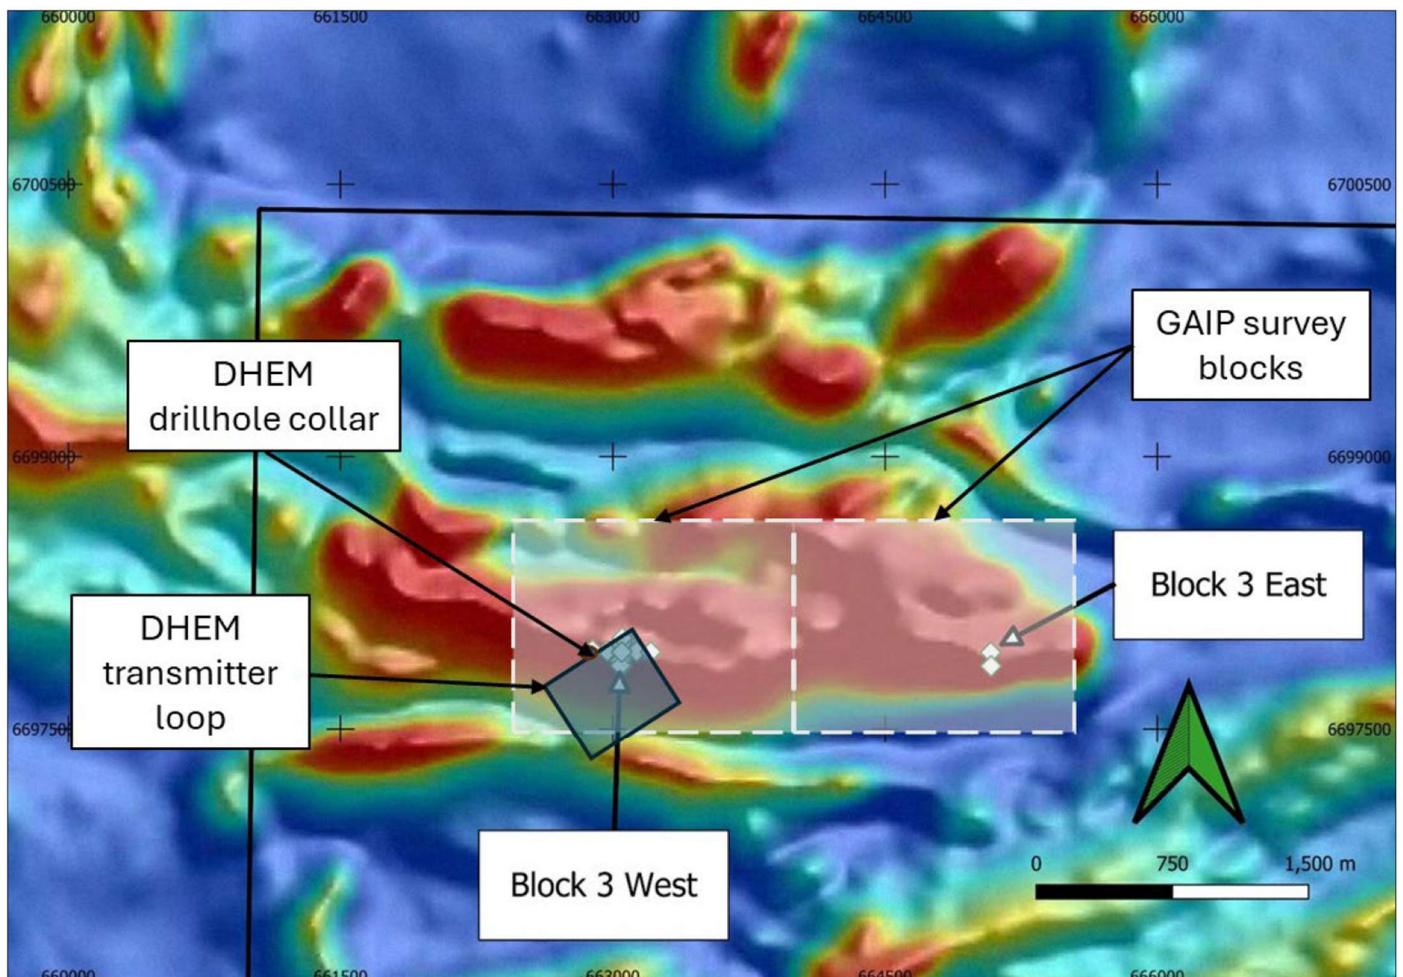 660000
661500
663000
664500
666000
6700500
6700500
GAIP survey
blocks
DHEM
drillhole collar
6699000
6699000
Block 3 East
DHEM
transmitter
loop
6697500
6697500
Block 3 West
0
750
1,500 m
660000
661500
663000
664500
666000